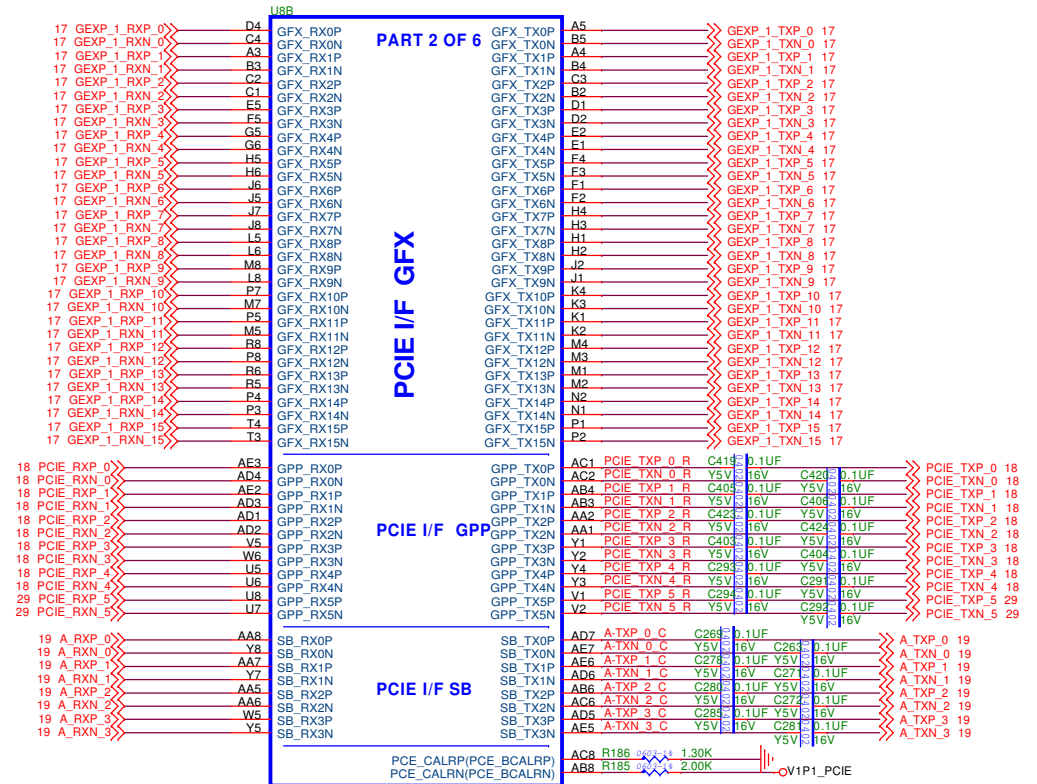 U8B
PART 2 OF 6
PCIE I/F GFX
17 GEXP_1_RXP_0 D4 GFX_RX0P GFX_TX0P A5 GEXP_1_TXP_0 17
17 GEXP_1_RXN_0 C4 GFX_RX0N GFX_TX0N B5 GEXP_1_TXN_0 17
17 GEXP_1_RXP_1 A3 GFX_RX1P GFX_TX1P A4 GEXP_1_TXP_1 17
17 GEXP_1_RXN_1 B3 GFX_RX1N GFX_TX1N B4 GEXP_1_TXN_1 17
17 GEXP_1_RXP_2 C2 GFX_RX2P GFX_TX2P C3 GEXP_1_TXP_2 17
17 GEXP_1_RXN_2 C1 GFX_RX2N GFX_TX2N B2 GEXP_1_TXN_2 17
17 GEXP_1_RXP_3 E5 GFX_RX3P GFX_TX3P D1 GEXP_1_TXP_3 17
17 GEXP_1_RXN_3 F5 GFX_RX3N GFX_TX3N D2 GEXP_1_TXN_3 17
17 GEXP_1_RXP_4 G5 GFX_RX4P GFX_TX4P E2 GEXP_1_TXP_4 17
17 GEXP_1_RXN_4 G6 GFX_RX4N GFX_TX4N E1 GEXP_1_TXN_4 17
17 GEXP_1_RXP_5 H5 GFX_RX5P GFX_TX5P F4 GEXP_1_TXP_5 17
17 GEXP_1_RXN_5 H6 GFX_RX5N GFX_TX5N F3 GEXP_1_TXN_5 17
17 GEXP_1_RXP_6 J6 GFX_RX6P GFX_TX6P F1 GEXP_1_TXP_6 17
17 GEXP_1_RXN_6 J5 GFX_RX6N GFX_TX6N F2 GEXP_1_TXN_6 17
17 GEXP_1_RXP_7 J7 GFX_RX7P GFX_TX7P H4 GEXP_1_TXP_7 17
17 GEXP_1_RXN_7 J8 GFX_RX7N GFX_TX7N H3 GEXP_1_TXN_7 17
17 GEXP_1_RXP_8 L5 GFX_RX8P GFX_TX8P H1 GEXP_1_TXP_8 17
17 GEXP_1_RXN_8 L6 GFX_RX8N GFX_TX8N H2 GEXP_1_TXN_8 17
17 GEXP_1_RXP_9 M8 GFX_RX9P GFX_TX9P J2 GEXP_1_TXP_9 17
17 GEXP_1_RXN_9 L8 GFX_RX9N GFX_TX9N J1 GEXP_1_TXN_9 17
17 GEXP_1_RXP_10 P7 GFX_RX10P GFX_TX10P K4 GEXP_1_TXP_10 17
17 GEXP_1_RXN_10 M7 GFX_RX10N GFX_TX10N K3 GEXP_1_TXN_10 17
17 GEXP_1_RXP_11 P5 GFX_RX11P GFX_TX11P K1 GEXP_1_TXP_11 17
17 GEXP_1_RXN_11 M5 GFX_RX11N GFX_TX11N K2 GEXP_1_TXN_11 17
17 GEXP_1_RXP_12 R8 GFX_RX12P GFX_TX12P M4 GEXP_1_TXP_12 17
17 GEXP_1_RXN_12 P8 GFX_RX12N GFX_TX12N M3 GEXP_1_TXN_12 17
17 GEXP_1_RXP_13 R6 GFX_RX13P GFX_TX13P M1 GEXP_1_TXP_13 17
17 GEXP_1_RXN_13 R5 GFX_RX13N GFX_TX13N M2 GEXP_1_TXN_13 17
17 GEXP_1_RXP_14 P4 GFX_RX14P GFX_TX14P N2 GEXP_1_TXP_14 17
17 GEXP_1_RXN_14 P3 GFX_RX14N GFX_TX14N N1 GEXP_1_TXN_14 17
17 GEXP_1_RXP_15 T4 GFX_RX15P GFX_TX15P P1 GEXP_1_TXP_15 17
17 GEXP_1_RXN_15 T3 GFX_RX15N GFX_TX15N P2 GEXP_1_TXN_15 17
18 PCIE_RXP_0 AE3 GPP_RX0P GPP_TX0P AC1 PCIE_TXP_0_R C419 0.1UF PCIE_TXP_0 18
18 PCIE_RXN_0 AD4 GPP_RX0N GPP_TX0N AC2 PCIE_TXN_0_R Y5V 16V C420 0.1UF PCIE_TXN_0 18
18 PCIE_RXP_1 AE2 GPP_RX1P GPP_TX1P AB4 PCIE_TXP_1_R C405 0.1UF Y5V 16V PCIE_TXP_1 18
18 PCIE_RXN_1 AD3 GPP_RX1N GPP_TX1N AB3 PCIE_TXN_1_R Y5V 16V C406 0.1UF PCIE_TXN_1 18
18 PCIE_RXP_2 AD1 GPP_RX2P GPP_TX2P AA2 PCIE_TXP_2_R C423 0.1UF Y5V 16V PCIE_TXP_2 18
18 PCIE_RXN_2 AD2 GPP_RX2N PCIE I/F GPP GPP_TX2N AA1 PCIE_TXN_2_R Y5V 16V C424 0.1UF PCIE_TXN_2 18
18 PCIE_RXP_3 V5 GPP_RX3P GPP_TX3P Y1 PCIE_TXP_3_R C403 0.1UF Y5V 16V PCIE_TXP_3 18
18 PCIE_RXN_3 W6 GPP_RX3N GPP_TX3N Y2 PCIE_TXN_3_R Y5V 16V C404 0.1UF PCIE_TXN_3 18
18 PCIE_RXP_4 U5 GPP_RX4P GPP_TX4P Y4 PCIE_TXP_4_R C293 0.1UF Y5V 16V PCIE_TXP_4 18
18 PCIE_RXN_4 U6 GPP_RX4N GPP_TX4N Y3 PCIE_TXN_4_R Y5V 16V C291 0.1UF PCIE_TXN_4 18
29 PCIE_RXP_5 U8 GPP_RX5P GPP_TX5P V1 PCIE_TXP_5_R C294 0.1UF Y5V 16V PCIE_TXP_5 29
29 PCIE_RXN_5 U7 GPP_RX5N GPP_TX5N V2 PCIE_TXN_5_R Y5V 16V C292 0.1UF PCIE_TXN_5 29
Y5V 16V
19 A_RXP_0 AA8 SB_RX0P SB_TX0P AD7 A-TXP_0_C C269 0.1UF A_TXP_0 19
19 A_RXN_0 Y8 SB_RX0N SB_TX0N AE7 A-TXN_0_C Y5V 16V C263 0.1UF A_TXN_0 19
19 A_RXP_1 AA7 SB_RX1P SB_TX1P AE6 A-TXP_1_C C278 0.1UF Y5V 16V A_TXP_1 19
19 A_RXN_1 Y7 SB_RX1N SB_TX1N AD6 A-TXN_1_C Y5V 16V C271 0.1UF A_TXN_1 19
19 A_RXP_2 AA5 SB_RX2P PCIE I/F SB SB_TX2P AB6 A-TXP_2_C C280 0.1UF Y5V 16V A_TXP_2 19
19 A_RXN_2 AA6 SB_RX2N SB_TX2N AC6 A-TXN_2_C Y5V 16V C272 0.1UF A_TXN_2 19
19 A_RXP_3 W5 SB_RX3P SB_TX3P AD5 A-TXP_3_C C285 0.1UF Y5V 16V A_TXP_3 19
19 A_RXN_3 Y5 SB_RX3N SB_TX3N AE5 A-TXN_3_C Y5V 16V C281 0.1UF A_TXN_3 19
Y5V 16V
PCE_CALRP(PCE_BCALRP) AC8 R186 0603-1% 1.30K
PCE_CALRN(PCE_BCALRN) AB8 R185 0603-1% 2.00K V1P1_PCIE